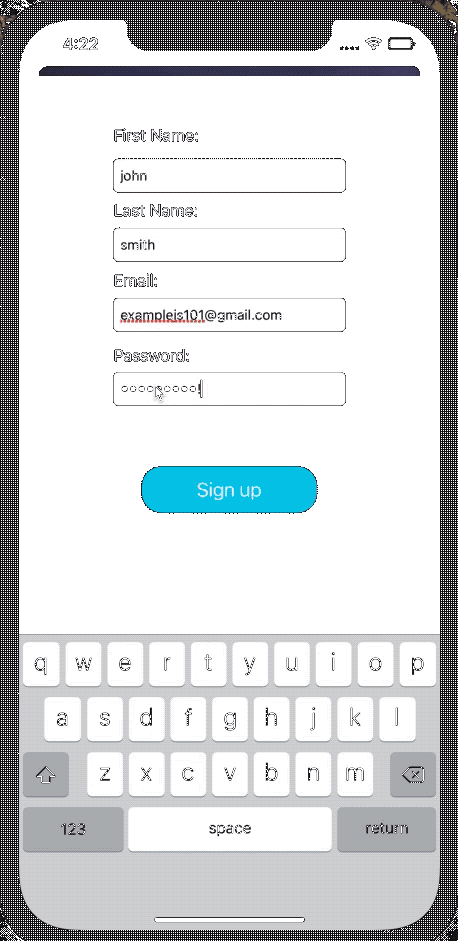 4:22
First Name:
john
Last Name:
smith
Email:
exampleis101@gmail.com
Password:
Sign up
q w e r t y u i o p
a s d f g h j k l
z x c v b n m
123 space return